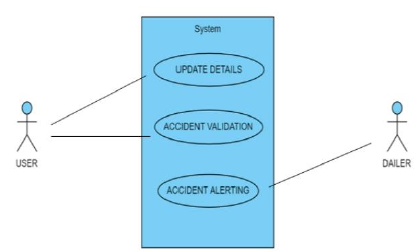 System
UPDATE DETAILS
ACCIDENT VALIDATION
USER
DAILER
ACCIDENT ALERTING